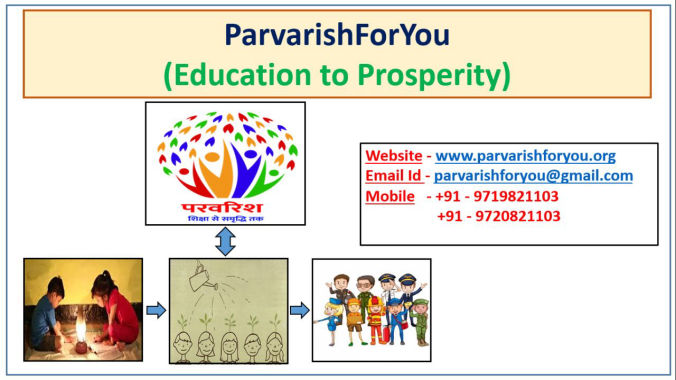 ParvarishForYou
(Education to Prosperity)
परवरिश
शिक्षा से समृद्धि तक
Website - www.parvarishforyou.org
Email Id - parvarishforyou@gmail.com
Mobile - +91 - 9719821103
+91 - 9720821103